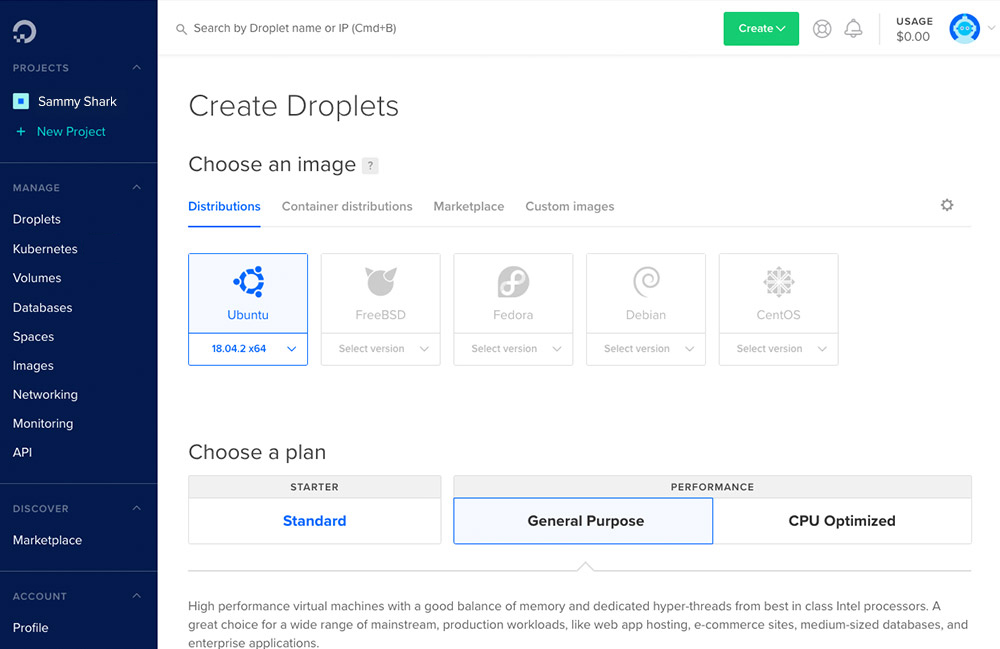 Search by Droplet name or IP (Cmd+B)
Create
USAGE
$0.00
PROJECTS
Sammy Shark
+ New Project
MANAGE
Droplets
Kubernetes
Volumes
Databases
Spaces
Images
Networking
Monitoring
API
DISCOVER
Marketplace
ACCOUNT
Profile
Create Droplets
Choose an image ?
Distributions Container distributions Marketplace Custom images
Ubuntu FreeBSD Fedora Debian CentOS
18.04.2 x64 Select version Select version Select version Select version
Choose a plan
STARTER PERFORMANCE
Standard General Purpose CPU Optimized
High performance virtual machines with a good balance of memory and dedicated hyper-threads from best in class Intel processors. A
great choice for a wide range of mainstream, production workloads, like web app hosting, e-commerce sites, medium-sized databases, and
enterprise applications.